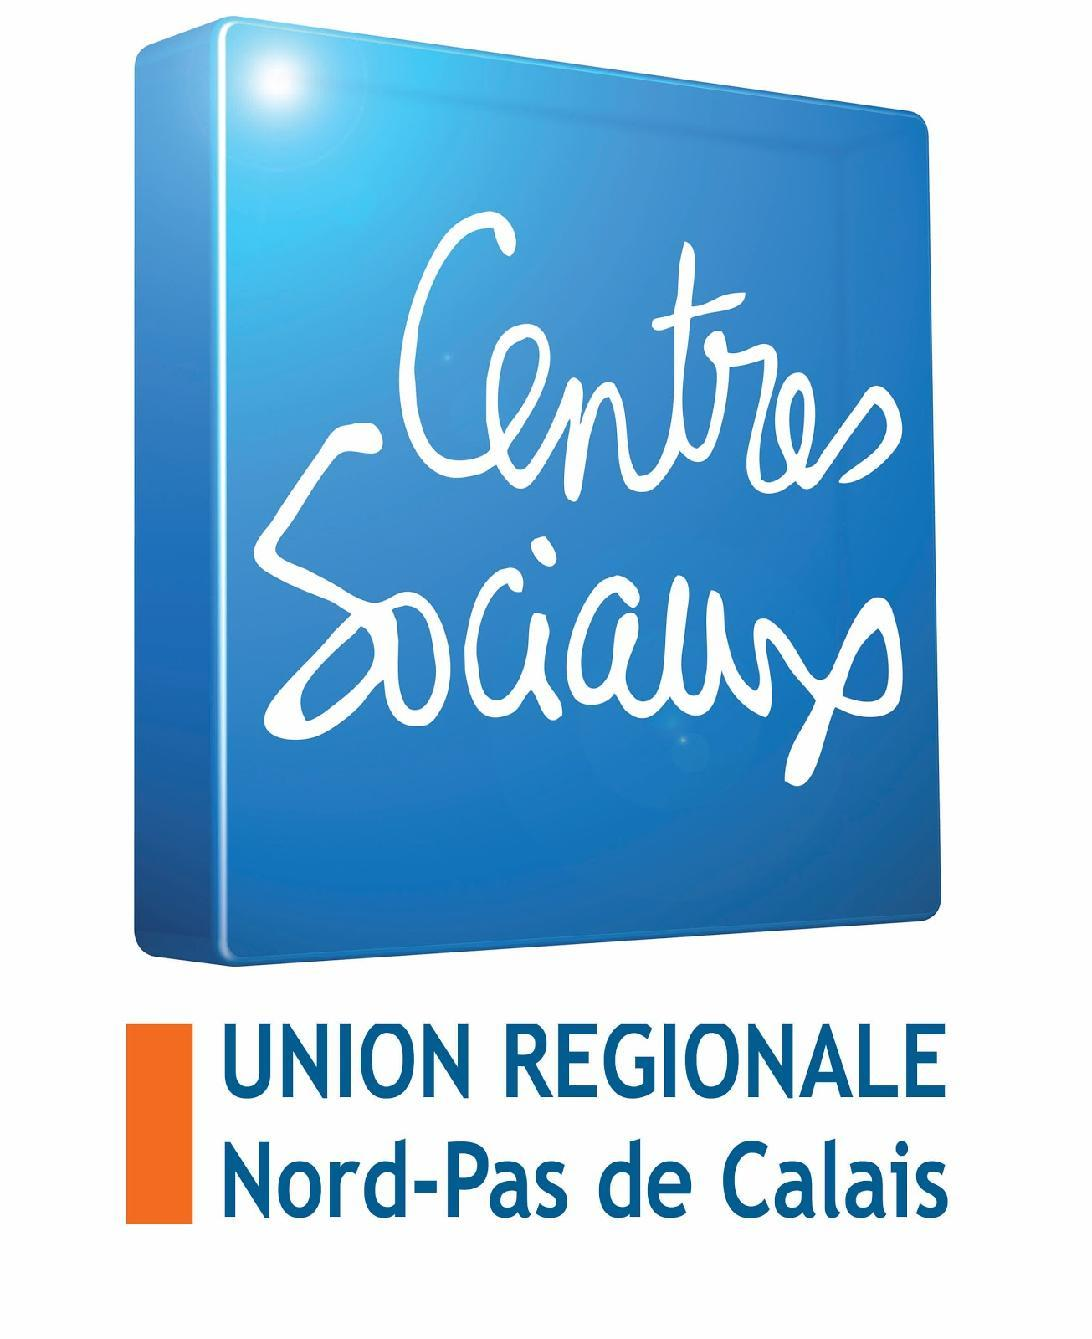 Centres
Sociaux
UNION REGIONALE
Nord-Pas de Calais